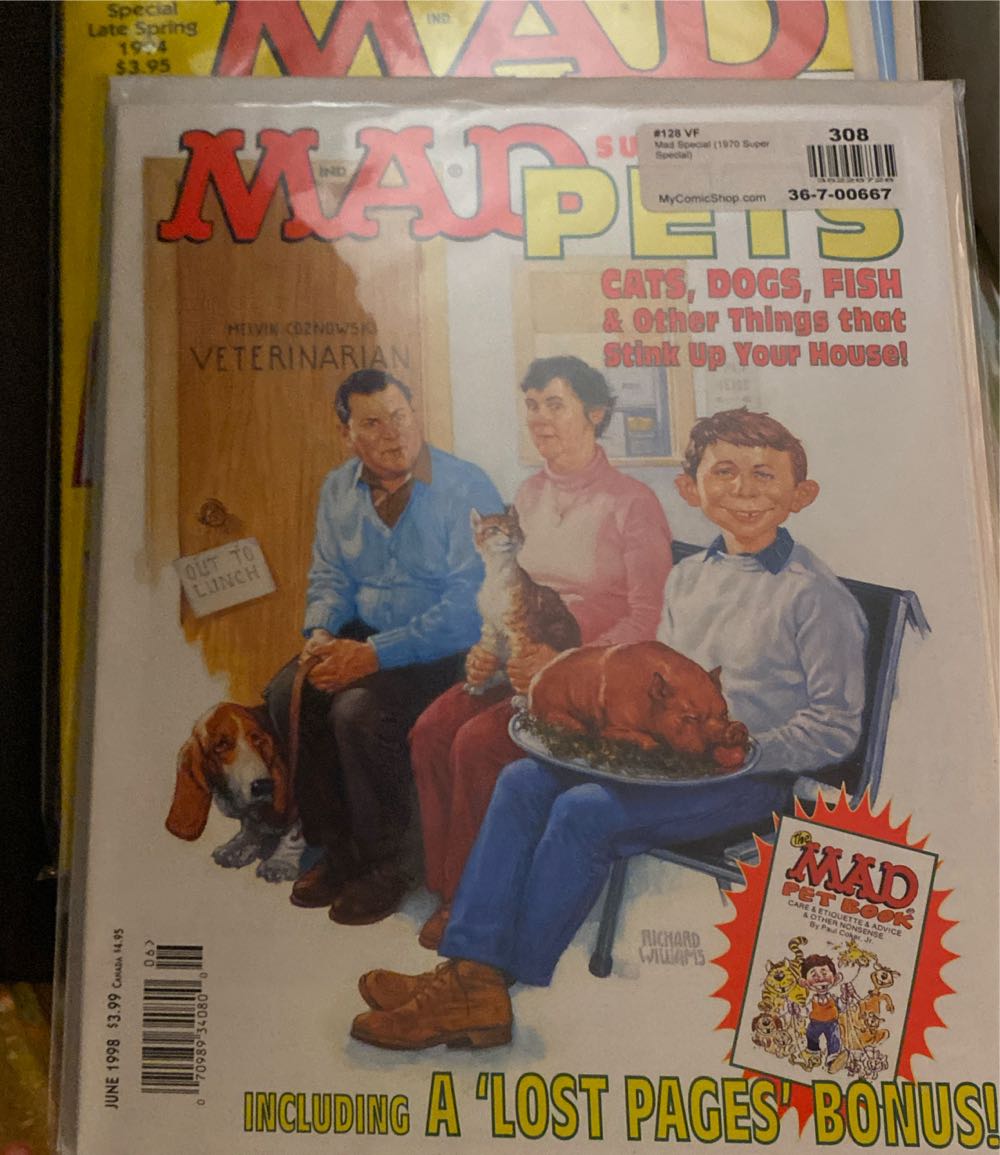 Special
Late Spring
1994
$3.95
MAD
IND
MAD
IND
SU
PETS
#128 VF
Mad Special (1970 Super
Special)
308
MyComicShop.com
36-7-00667
CATS, DOGS, FISH
& Other Things that
Stink Up Your House!
MELVIN COZNOWSKI
VETERINARIAN
OUT TO
LUNCH
RICHARD
WILLIAMS
The
MAD
PET BOOK
CARE & ETIQUETTE & ADVICE
& OTHER NONSENSE
By Paul Coker, Jr.
JUNE 1998 $3.99 CANADA $4.95
06>
0 70989 34080 0
INCLUDING A 'LOST PAGES' BONUS!